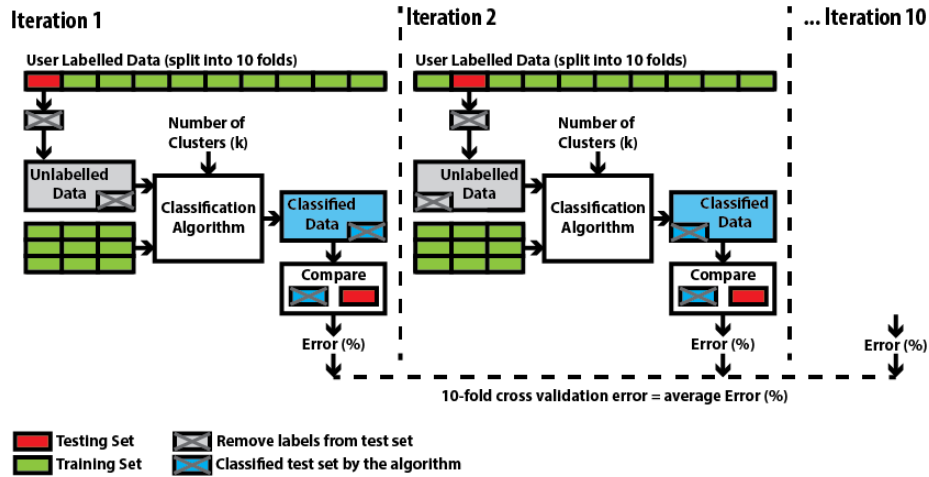 Iteration 1
Iteration 2
... Iteration 10
User Labelled Data (split into 10 folds)
User Labelled Data (split into 10 folds)
Number of
Clusters (k)
Number of
Clusters (k)
Unlabelled
Data
Classification
Algorithm
Classified
Data
Unlabelled
Data
Classification
Algorithm
Classified
Data
Compare
Compare
Error (%)
Error (%)
Error (%)
10-fold cross validation error = average Error (%)
Testing Set
Remove labels from test set
Training Set
Classified test set by the algorithm